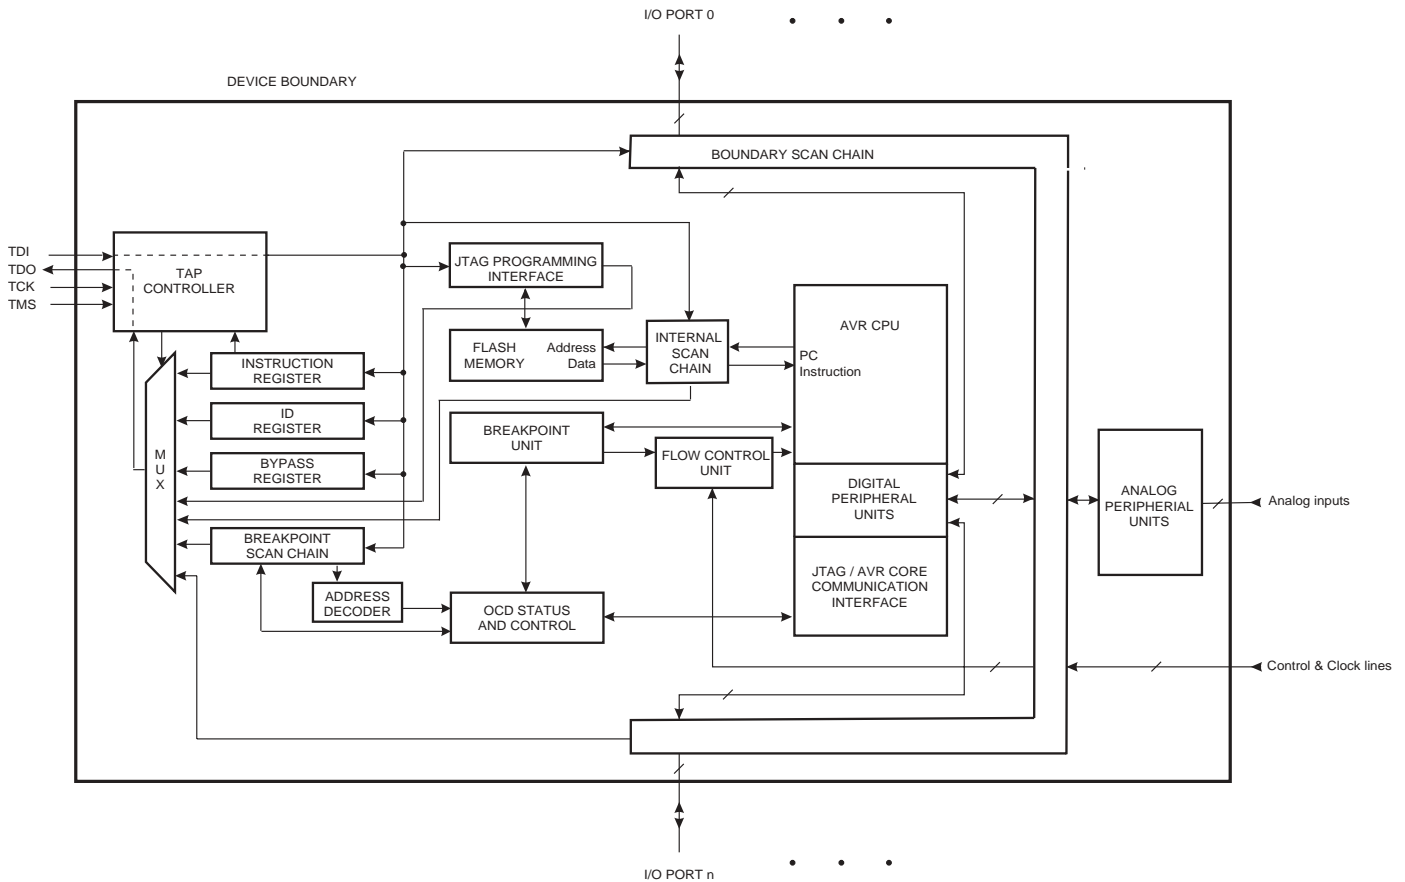 I/O PORT 0
DEVICE BOUNDARY
BOUNDARY SCAN CHAIN
TDI
TDO
TCK
TMS
TAP
CONTROLLER
JTAG PROGRAMMING
INTERFACE
AVR CPU
FLASH
MEMORY
Address
Data
INTERNAL
SCAN
CHAIN
PC
Instruction
INSTRUCTION
REGISTER
ID
REGISTER
BREAKPOINT
UNIT
FLOW CONTROL
UNIT
M
U
X
BYPASS
REGISTER
DIGITAL
PERIPHERAL
UNITS
ANALOG
PERIPHERIAL
UNITS
Analog inputs
BREAKPOINT
SCAN CHAIN
JTAG / AVR CORE
COMMUNICATION
INTERFACE
ADDRESS
DECODER
OCD STATUS
AND CONTROL
Control & Clock lines
I/O PORT n